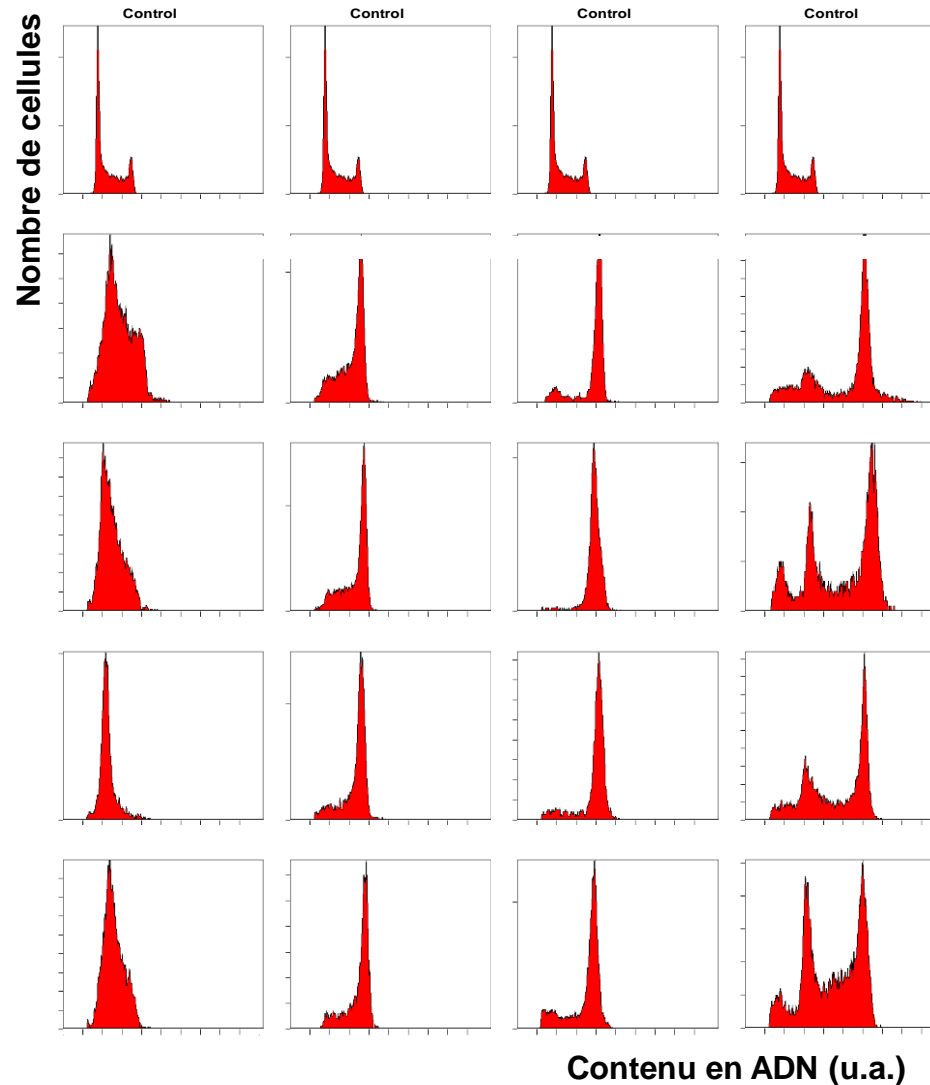 Control Control Control Control
Nombre de cellules
Contenu en ADN (u.a.)